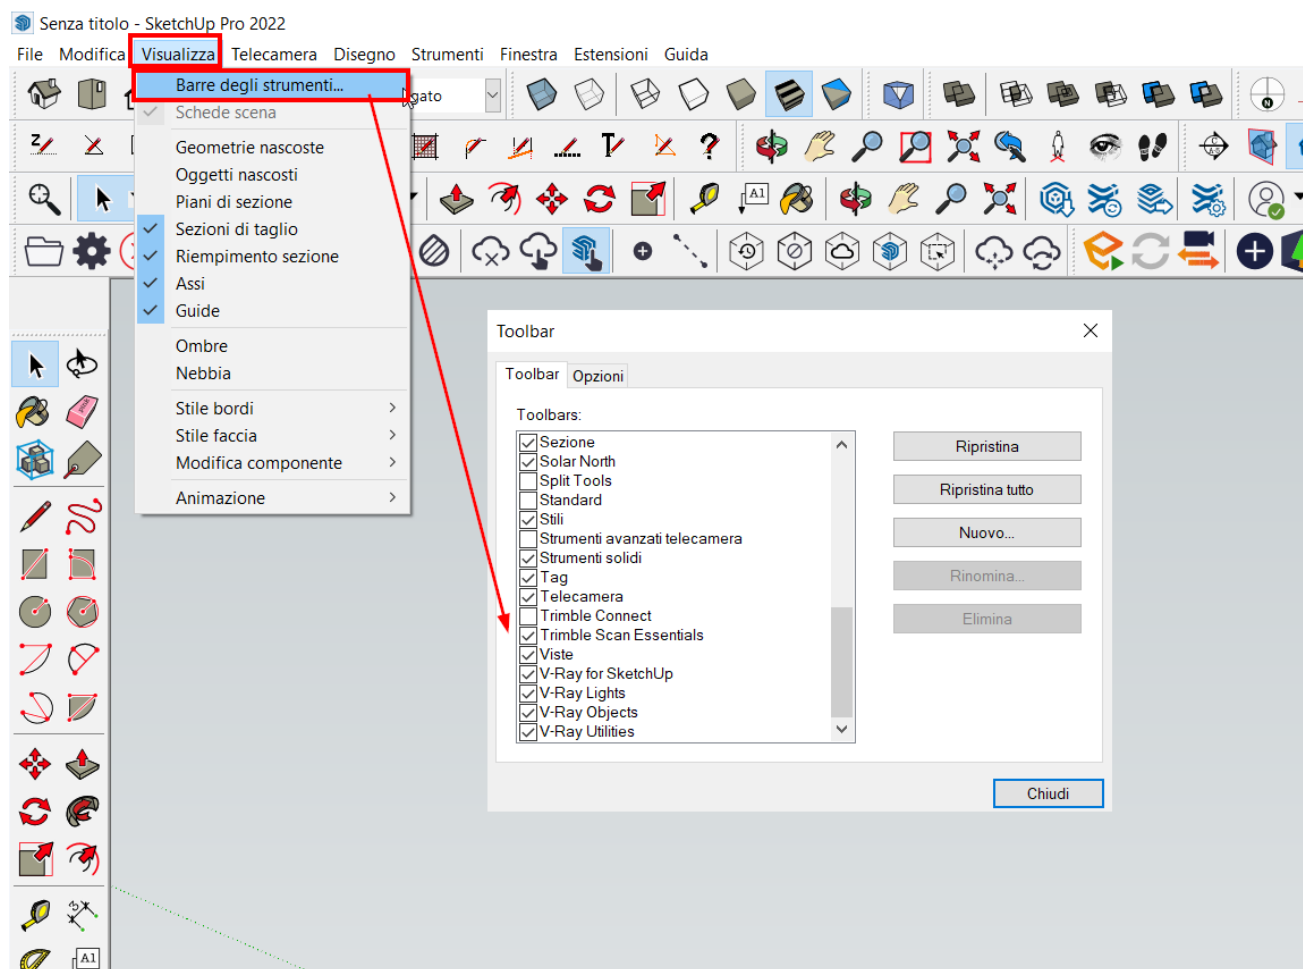 Senza titolo - SketchUp Pro 2022
File Modifica Visualizza Telecamera Disegno Strumenti Finestra Estensioni Guida
Barre degli strumenti...
gato
Schede scena
Geometrie nascoste
Oggetti nascosti
Piani di sezione
Sezioni di taglio
Riempimento sezione
Assi
Guide
Ombre
Nebbia
Stile bordi
Stile faccia
Modifica componente
Animazione
Toolbar
Toolbar Opzioni
Toolbars:
Sezione
Solar North
Split Tools
Standard
Stili
Strumenti avanzati telecamera
Strumenti solidi
Tag
Telecamera
Trimble Connect
Trimble Scan Essentials
Viste
V-Ray for SketchUp
V-Ray Lights
V-Ray Objects
V-Ray Utilities
Ripristina
Ripristina tutto
Nuovo...
Rinomina...
Elimina
Chiudi
A1
A1